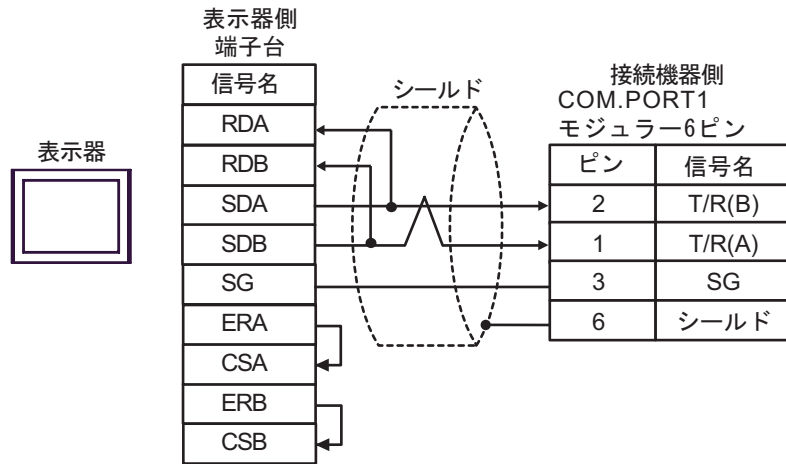 表示器側
端子台
信号名
RDA
RDB
SDA
SDB
SG
ERA
CSA
ERB
CSB
表示器
シールド
接続機器側
COM.PORT1
モジュラー6ピン
ピン 信号名
2 T/R(B)
1 T/R(A)
3 SG
6 シールド